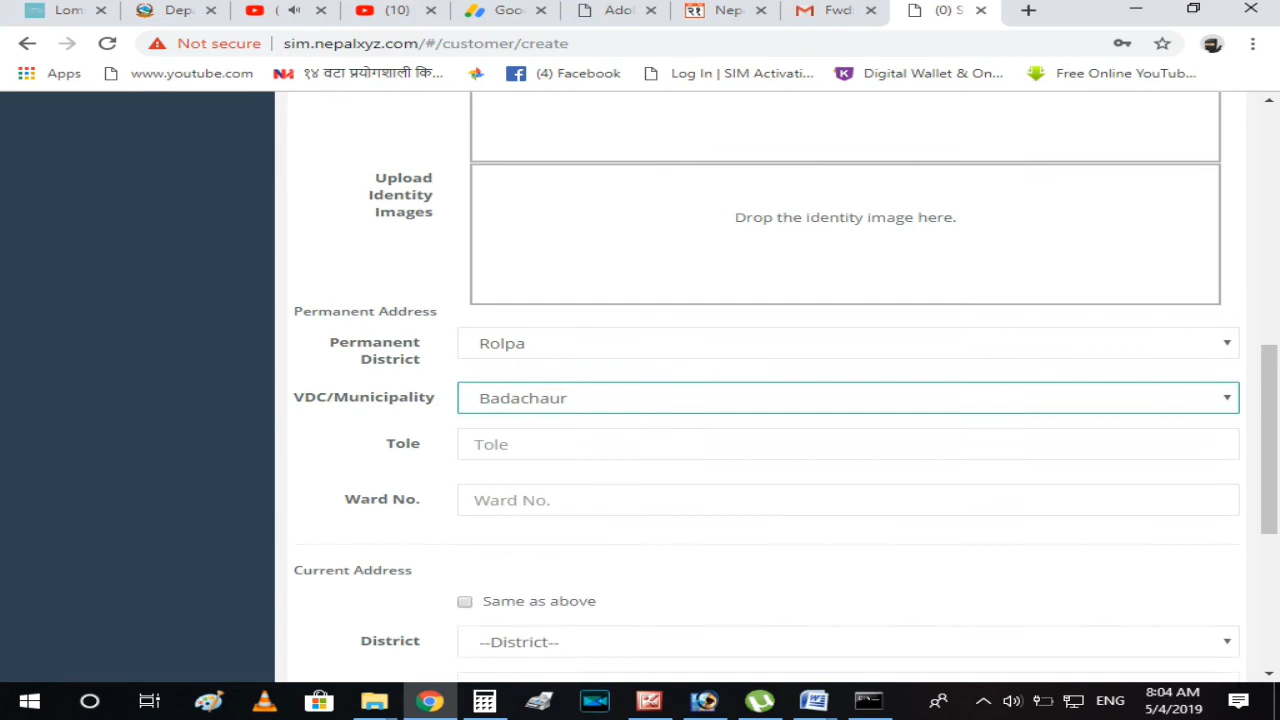 Lom
Dep
(
(10)
Goo
Adol
Nep
Fwd:
(0) S
Not secure
sim.nepalxyz.com/#/customer/create
Apps
www.youtube.com
१४ वटा प्रयोगशाली कि...
(4) Facebook
Log In | SIM Activati...
K
Digital Wallet & On...
Free Online YouTub...
Upload
Identity
Images
Drop the identity image here.
Permanent Address
Permanent
District
Rolpa
VDC/Municipality
Badachaur
Tole
Tole
Ward No.
Ward No.
Current Address
Same as above
District
--District--
ENG
8:04 AM
5/4/2019